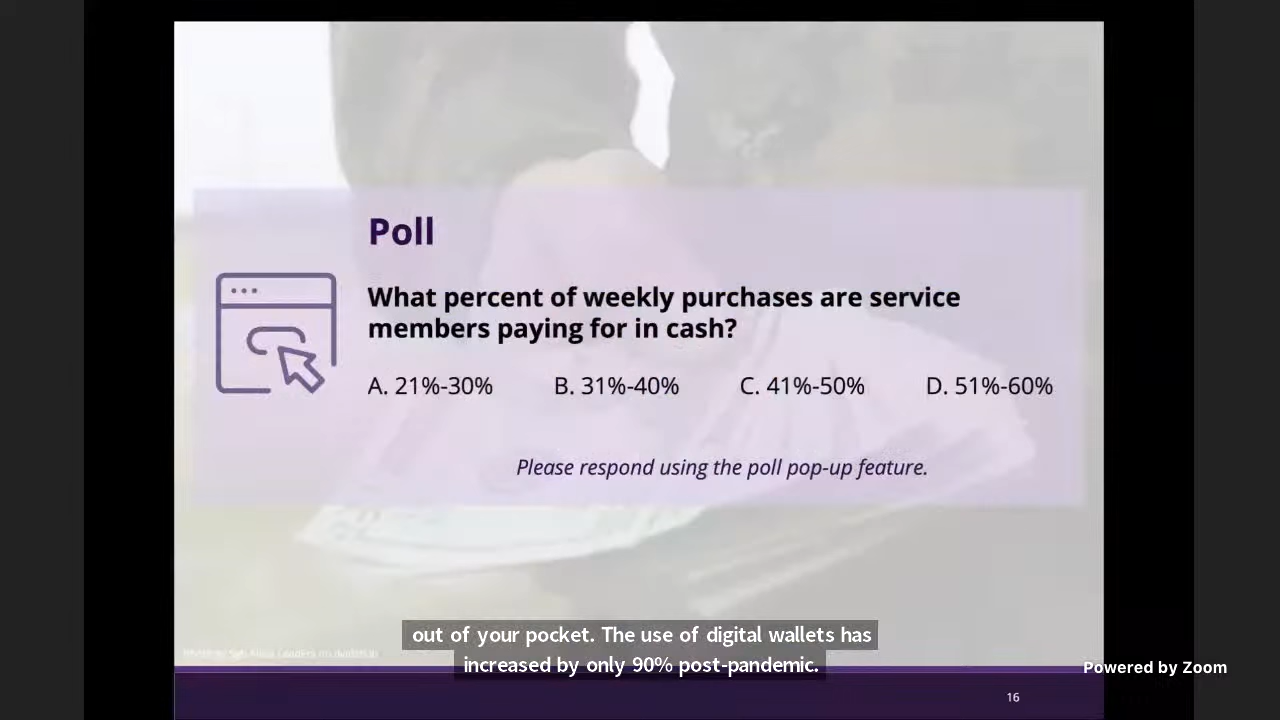 Poll
What percent of weekly purchases are service
members paying for in cash?
A. 21%-30% B. 31%-40% C. 41%-50% D. 51%-60%
Please respond using the poll pop-up feature.
out of your pocket. The use of digital wallets has
increased by only 90% post-pandemic.
Powered by Zoom
16